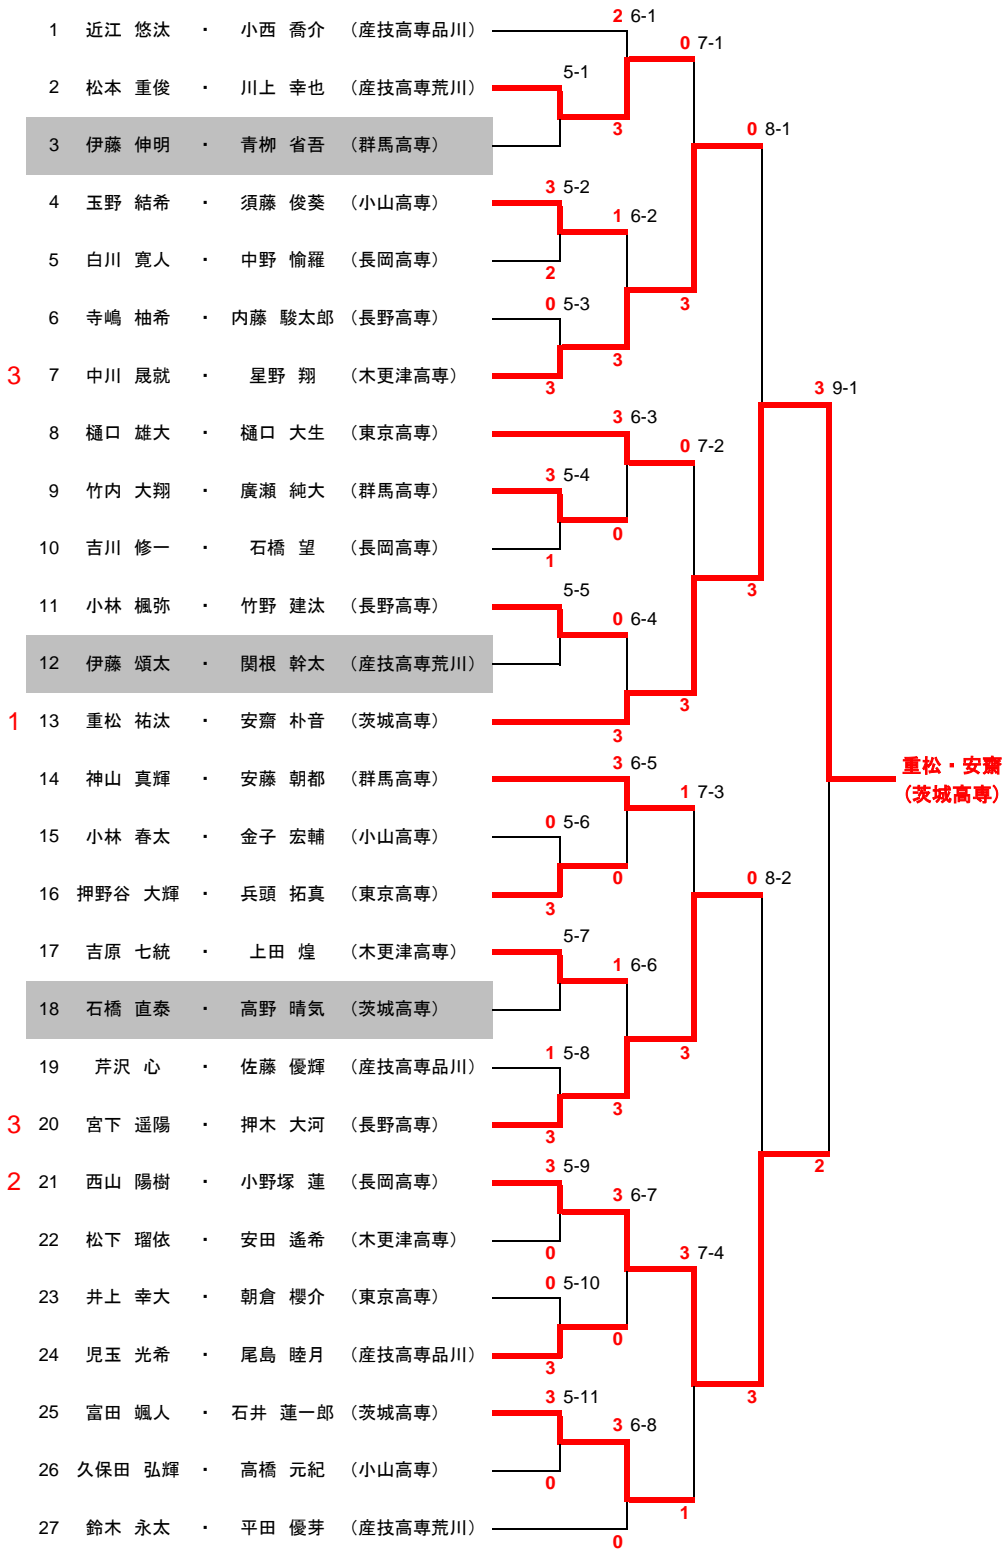 2 6-1
1 近江 悠汰 ・ 小西 喬介 (産技高専品川)
0 7-1
5-1
2 松本 重俊 ・ 川上 幸也 (産技高専荒川)
3
0 8-1
3 伊藤 伸明 ・ 青栁 省吾 (群馬高専)
3 5-2
4 玉野 結希 ・ 須藤 俊葵 (小山高専)
1 6-2
5 白川 寛人 ・ 中野 愉羅 (長岡高専)
2
0 5-3
3
6 寺嶋 柚希 ・ 内藤 駿太郎 (長野高専)
3
3 7 中川 晟就 ・ 星野 翔 (木更津高専)
3
3 9-1
3 6-3
8 樋口 雄大 ・ 樋口 大生 (東京高専)
0 7-2
3 5-4
9 竹内 大翔 ・ 廣瀬 純大 (群馬高専)
0
10 吉川 修一 ・ 石橋 望 (長岡高専)
1
5-5
3
11 小林 楓弥 ・ 竹野 建汰 (長野高専)
0 6-4
12 伊藤 頌太 ・ 関根 幹太 (産技高専荒川)
3
1 13 重松 祐汰 ・ 安齋 朴音 (茨城高専)
3
3 6-5
重松・安齋
(茨城高専)
14 神山 真輝 ・ 安藤 朝都 (群馬高専)
1 7-3
0 5-6
15 小林 春太 ・ 金子 宏輔 (小山高専)
0
0 8-2
16 押野谷 大輝 ・ 兵頭 拓真 (東京高専)
3
5-7
17 吉原 七統 ・ 上田 煌 (木更津高専)
1 6-6
18 石橋 直泰 ・ 高野 晴気 (茨城高専)
1 5-8
3
19 芹沢 心 ・ 佐藤 優輝 (産技高専品川)
3
3 20 宮下 遥陽 ・ 押木 大河 (長野高専)
3
3 5-9
2
2 21 西山 陽樹 ・ 小野塚 蓮 (長岡高専)
3 6-7
22 松下 瑠依 ・ 安田 遙希 (木更津高専)
0
3 7-4
0 5-10
23 井上 幸大 ・ 朝倉 櫻介 (東京高専)
0
24 児玉 光希 ・ 尾島 睦月 (産技高専品川)
3
3 5-11
3
25 富田 颯人 ・ 石井 蓮一郎 (茨城高専)
3 6-8
26 久保田 弘輝 ・ 高橋 元紀 (小山高専)
0
1
27 鈴木 永太 ・ 平田 優芽 (産技高専荒川)
0